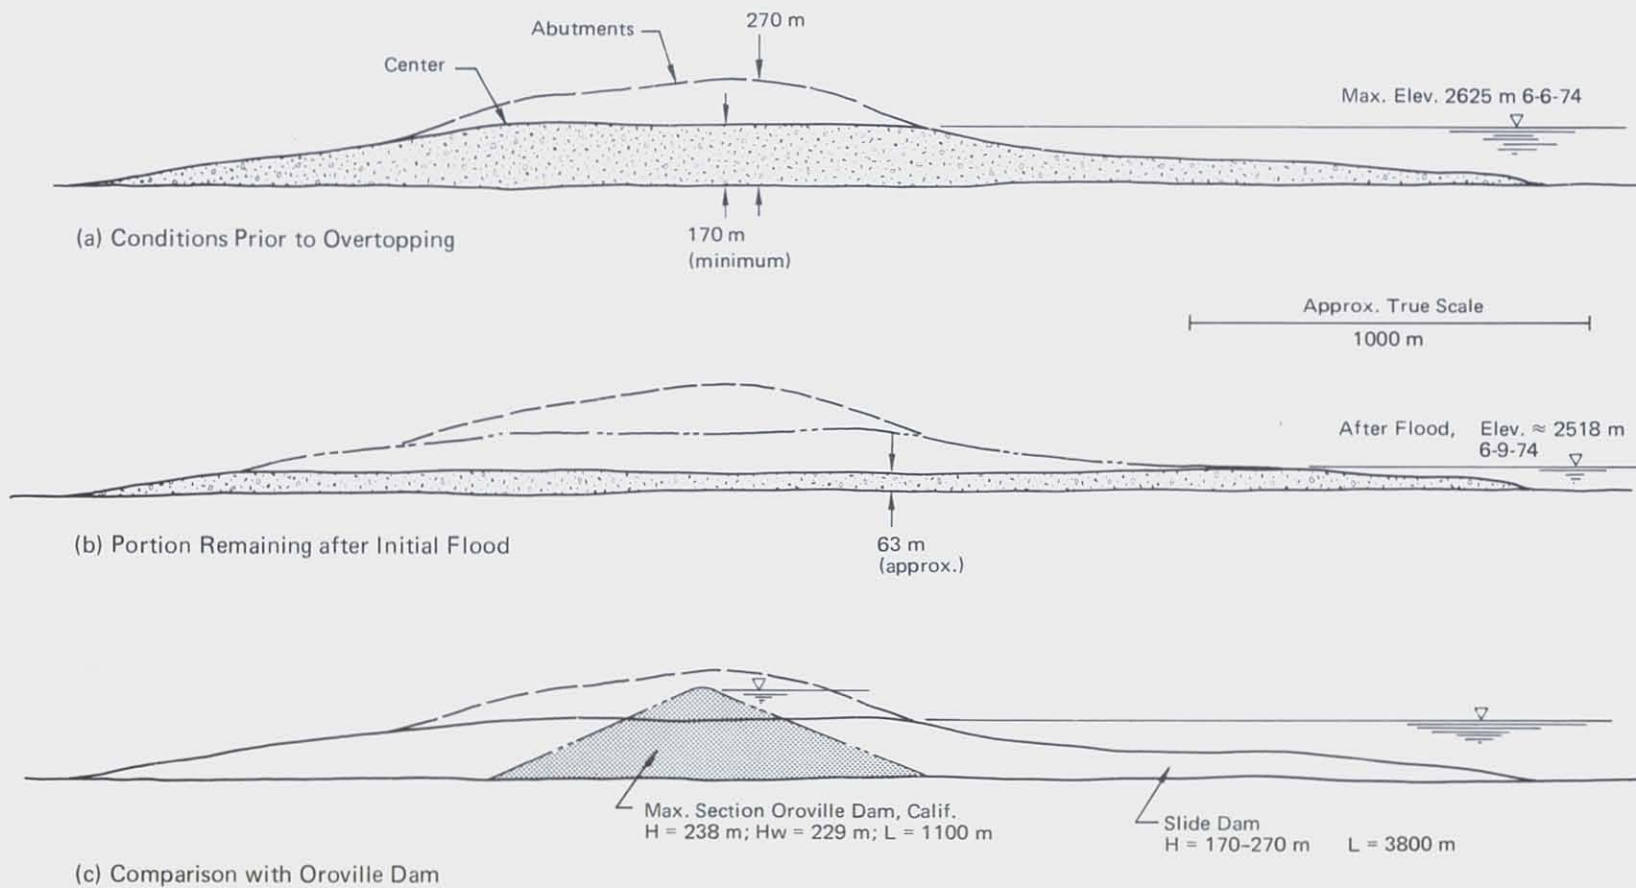 270 m
Abutments
Center
Max. Elev. 2625 m 6-6-74
(a) Conditions Prior to Overtopping
170 m
(minimum)
Approx. True Scale
1000 m
After Flood, Elev. ≈ 2518 m
6-9-74
(b) Portion Remaining after Initial Flood
63 m
(approx.)
Max. Section Oroville Dam, Calif.
H = 238 m; Hw = 229 m; L = 1100 m
Slide Dam
H = 170-270 m L = 3800 m
(c) Comparison with Oroville Dam